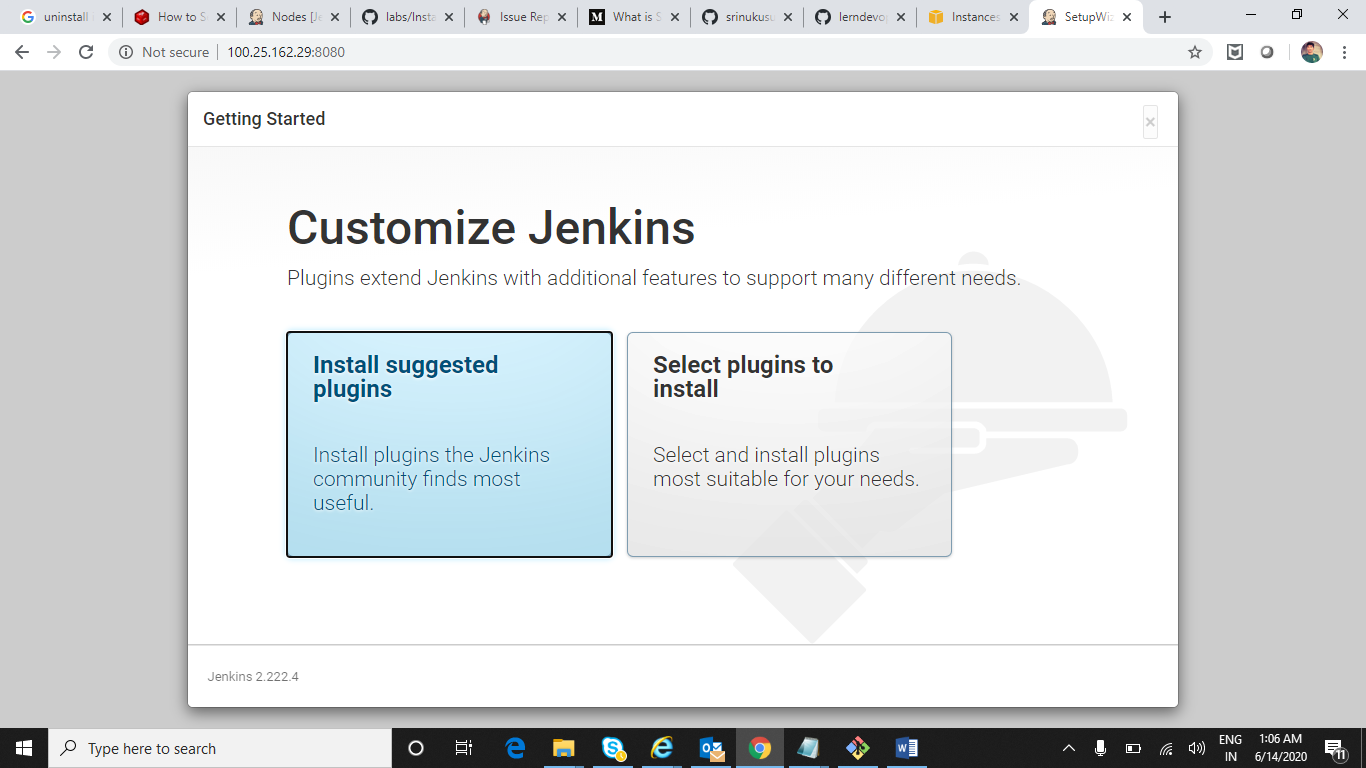 uninstall
How to S
Nodes [Je
labs/Insta
Issue Rep
What is S
srinukusu
lerndevop
Instances
SetupWiz
Not secure
100.25.162.29:8080
Getting Started
Customize Jenkins
Plugins extend Jenkins with additional features to support many different needs.
Install suggested
plugins
Install plugins the Jenkins
community finds most
useful.
Select plugins to
install
Select and install plugins
most suitable for your needs.
Jenkins 2.222.4
Type here to search
ENG
IN
1:06 AM
6/14/2020
11